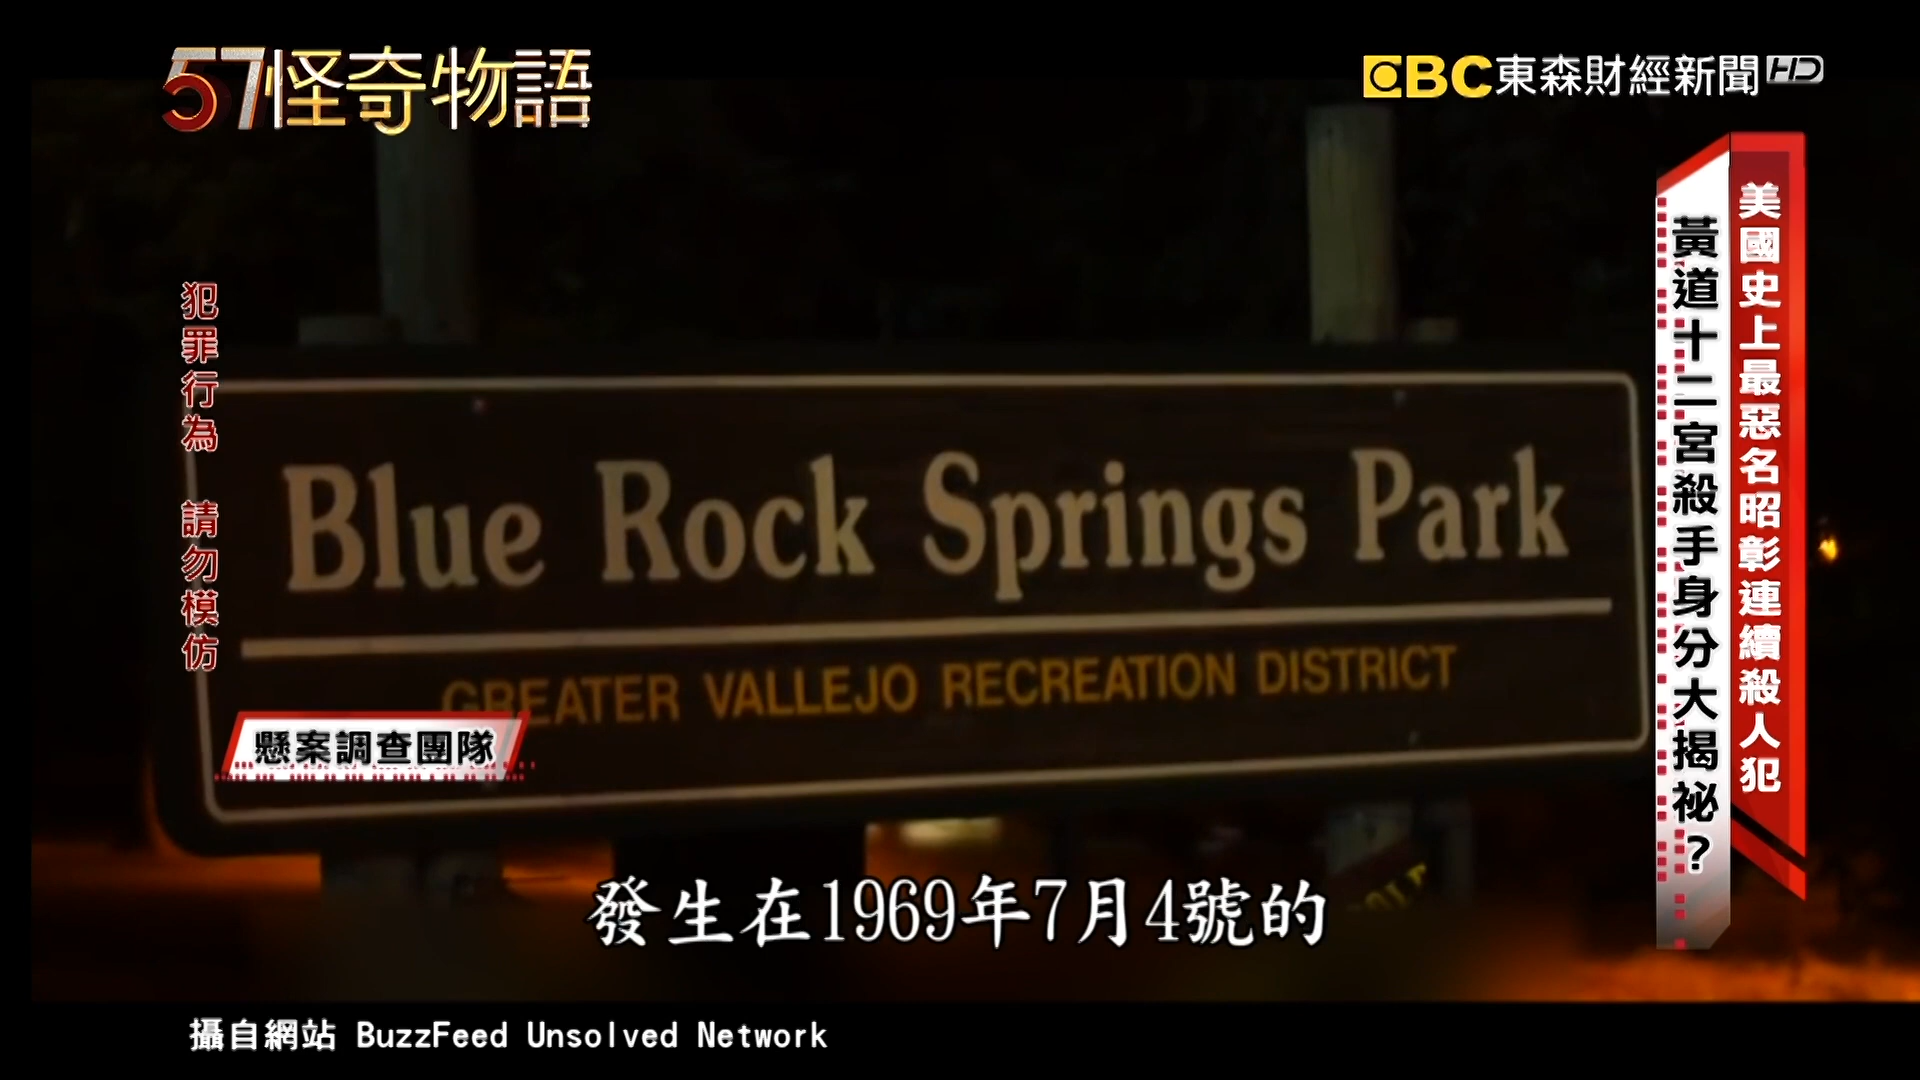 57怪奇物語
EBC東森財經新聞HD
美國史上最惡名昭彰連續殺人犯
黃道十二宮殺手身分大揭祕?
犯罪行為 請勿模仿
Blue Rock Springs Park
GREATER VALLEJO RECREATION DISTRICT
懸案調查團隊
發生在1969年7月4號的
攝自網站 BuzzFeed Unsolved Network